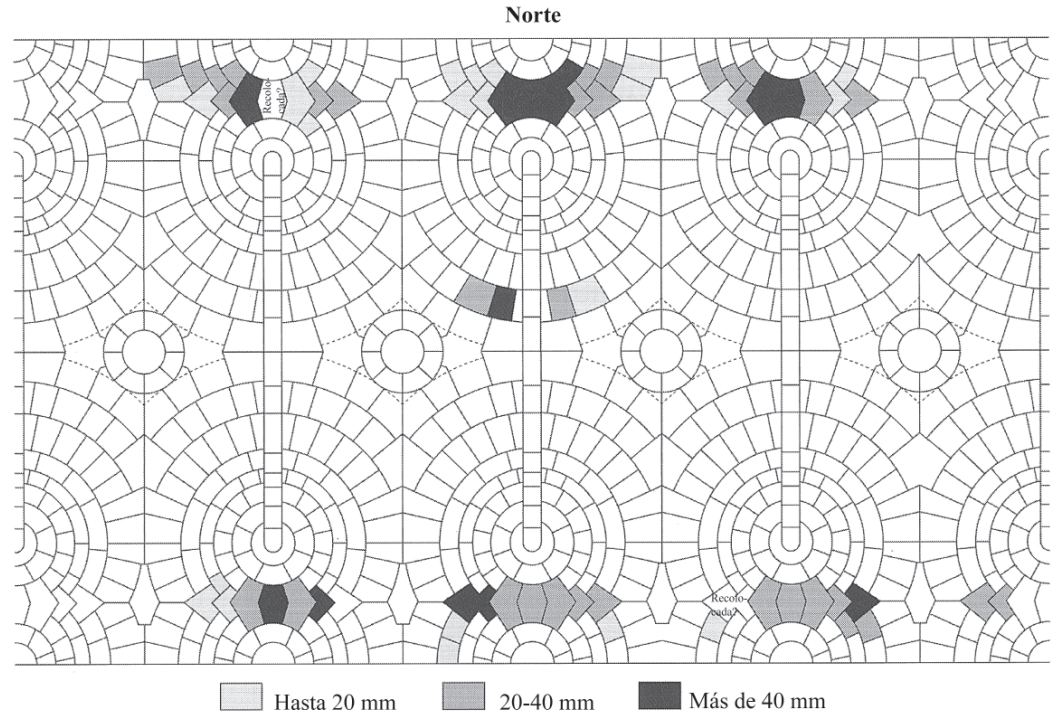 Norte
Recolo-
cada?
Recolo-
cada?
Hasta 20 mm
20-40 mm
Más de 40 mm